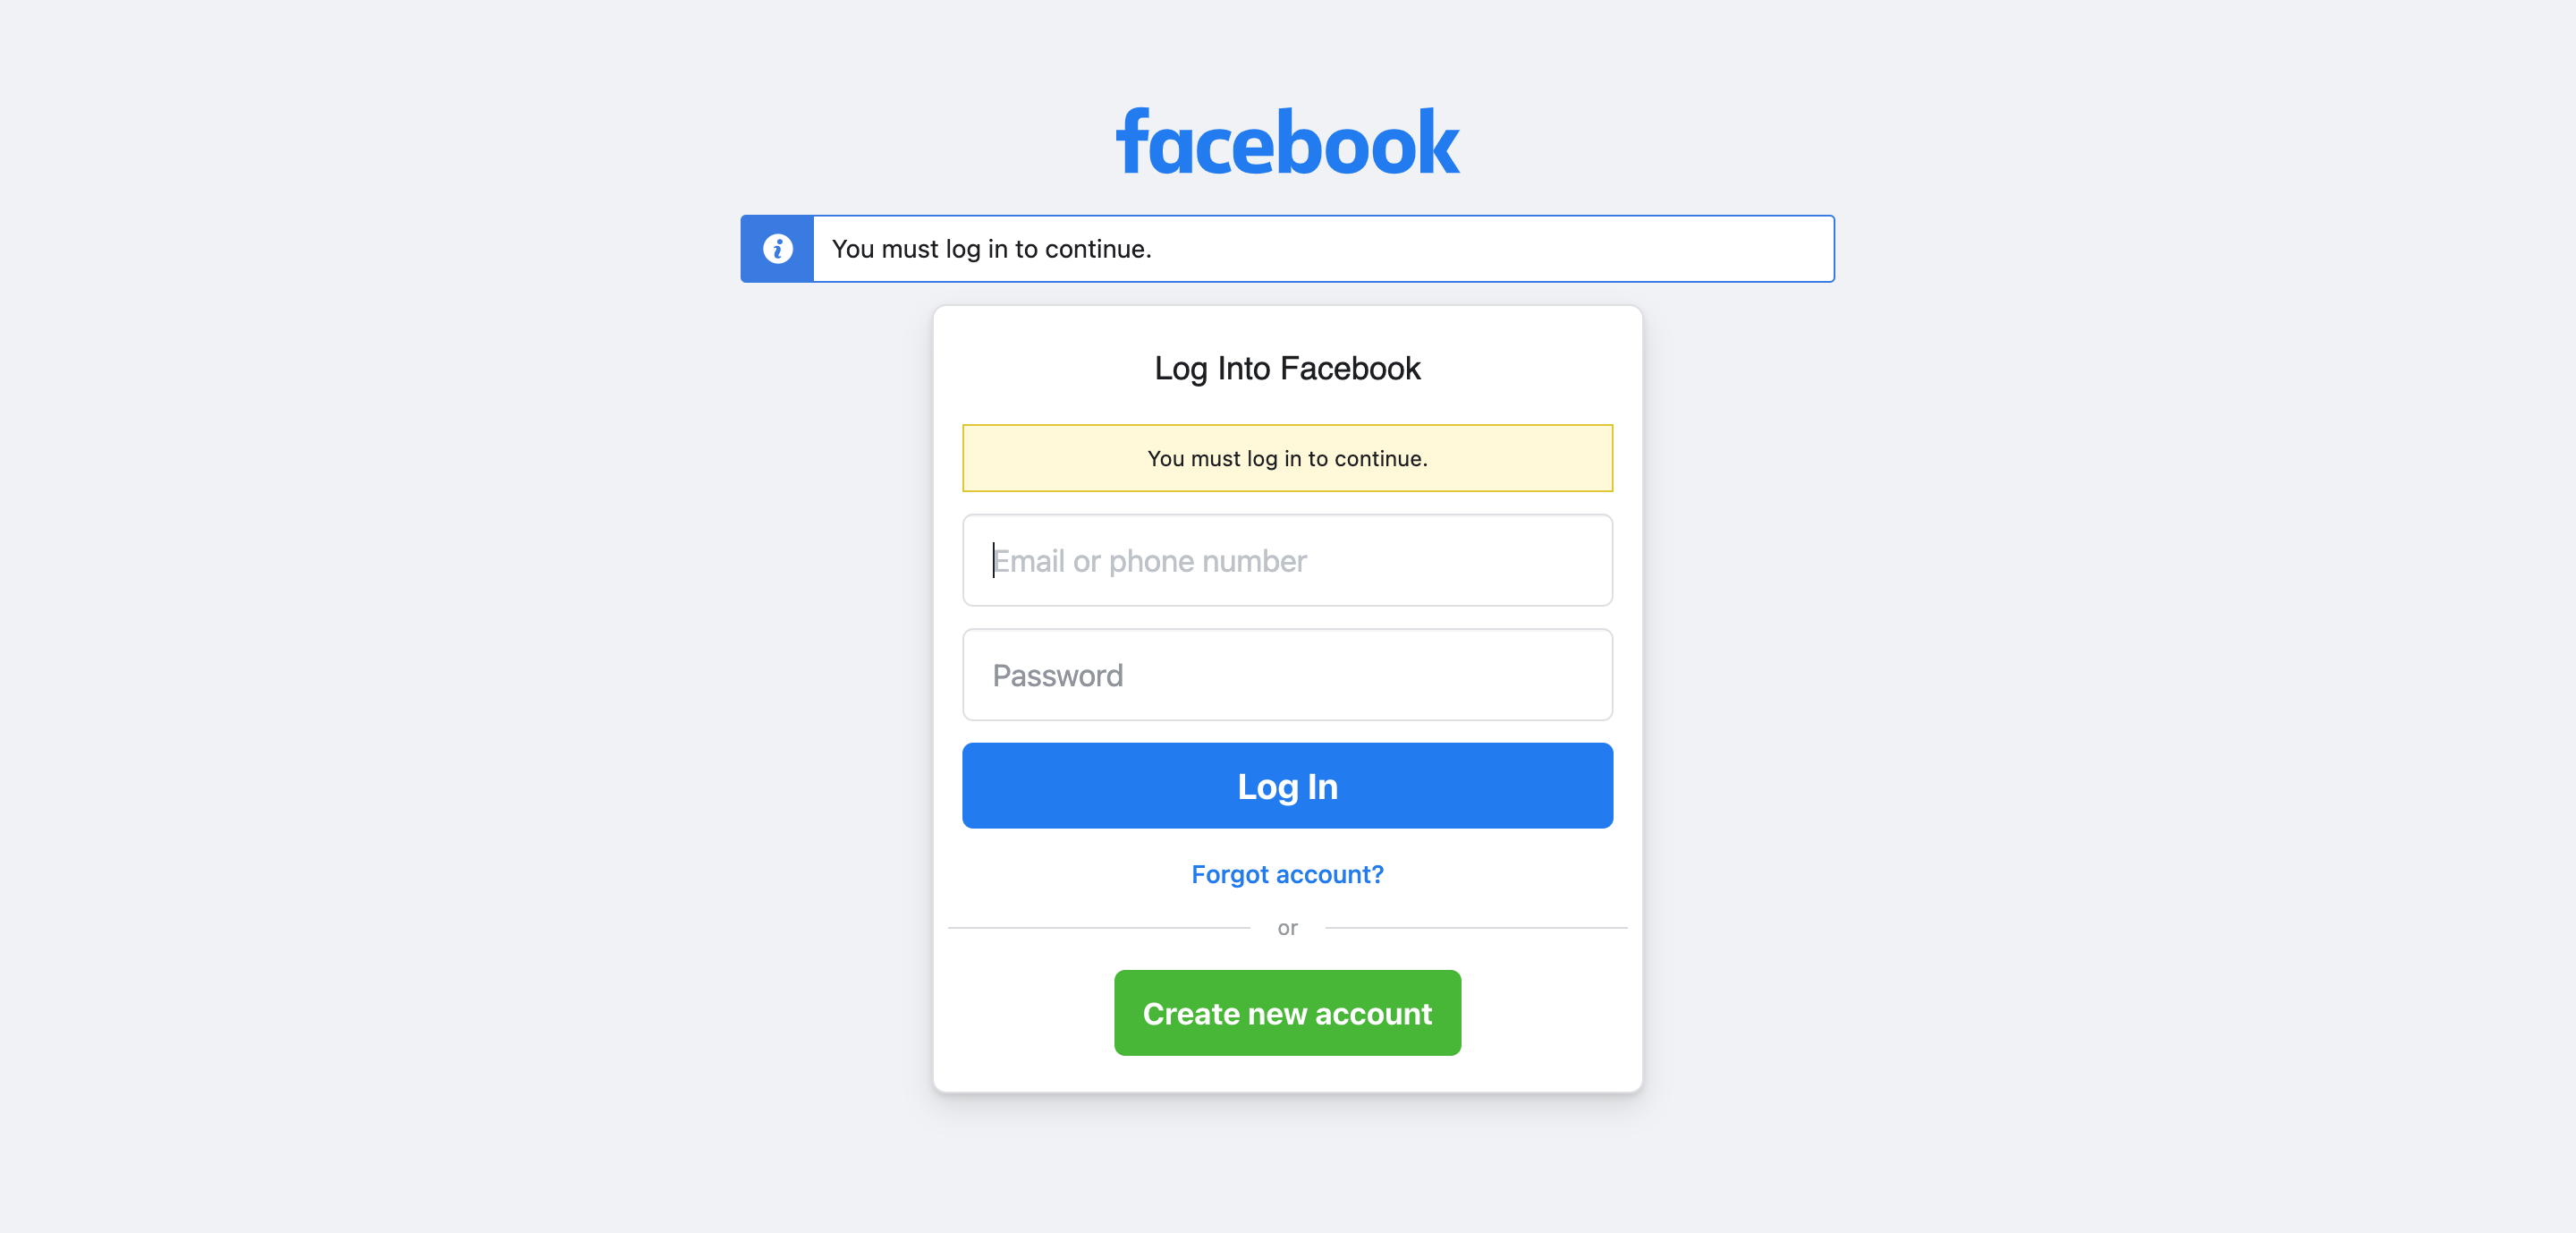 facebook
You must log in to continue.
Log Into Facebook
You must log in to continue.
Email or phone number
Password
Log In
Forgot account?
or
Create new account